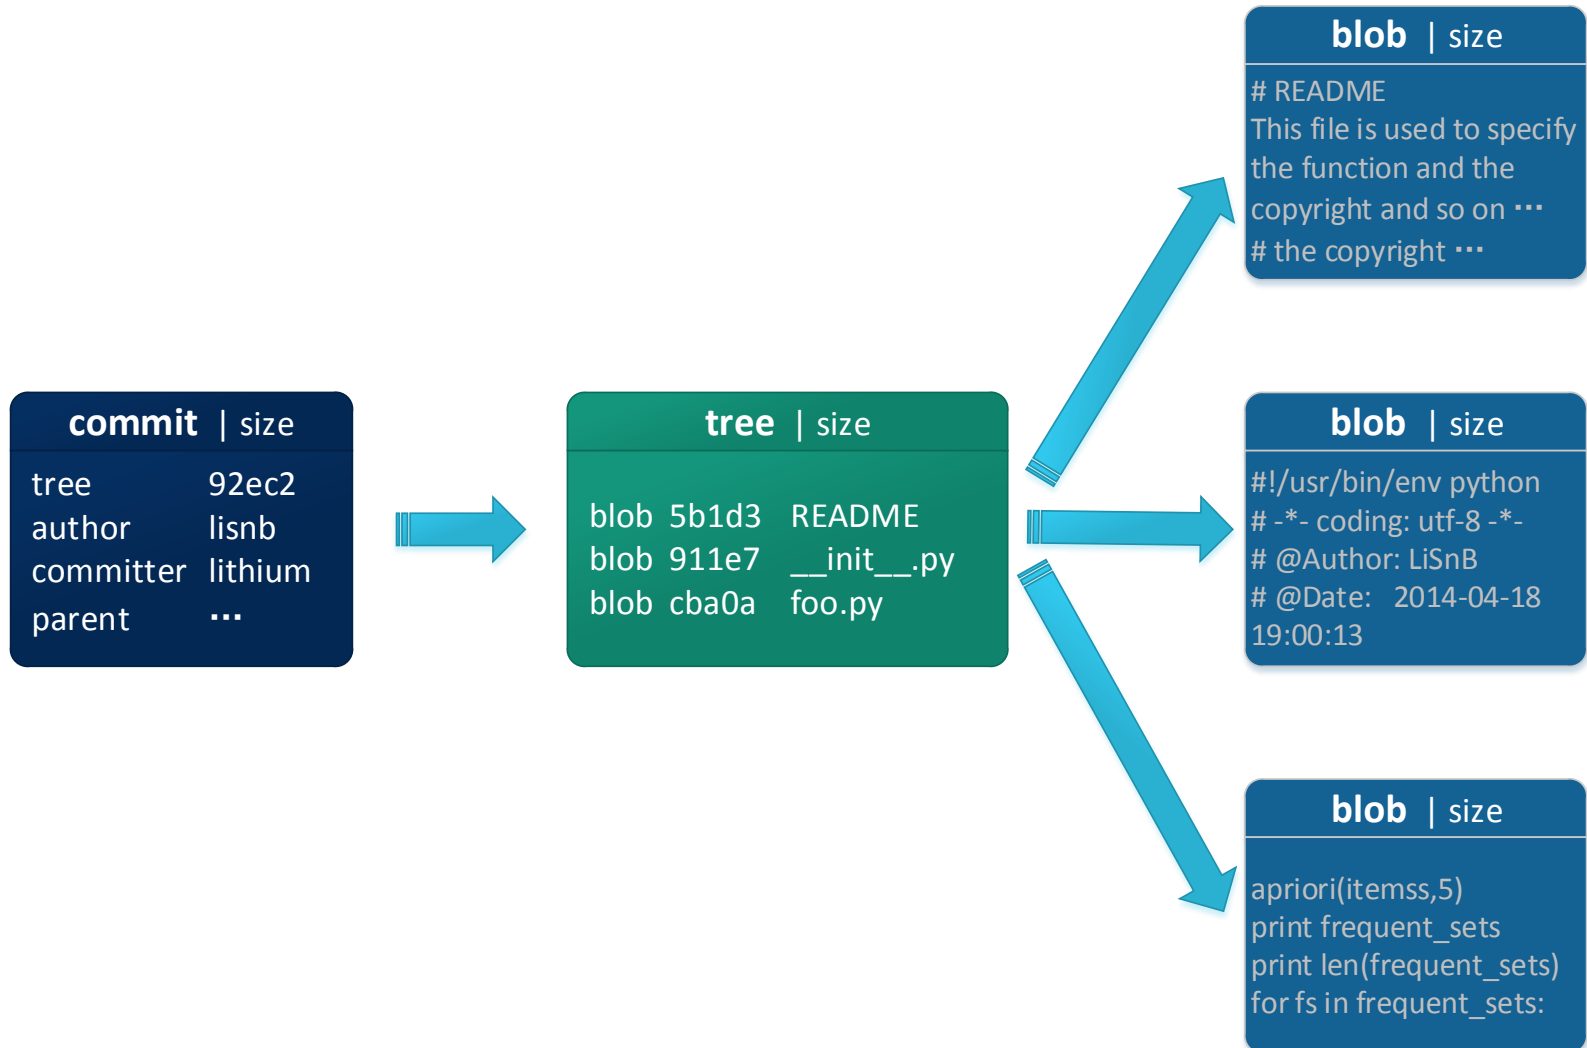 blob | size
# README
This file is used to specify
the function and the
copyright and so on ···
# the copyright ···
commit | size
tree 92ec2
author lisnb
committer lithium
parent ···
tree | size
blob 5b1d3 README
blob 911e7 __init__.py
blob cba0a foo.py
blob | size
#!/usr/bin/env python
# -*- coding: utf-8 -*-
# @Author: LiSnB
# @Date: 2014-04-18
19:00:13
blob | size
apriori(itemss,5)
print frequent_sets
print len(frequent_sets)
for fs in frequent_sets: